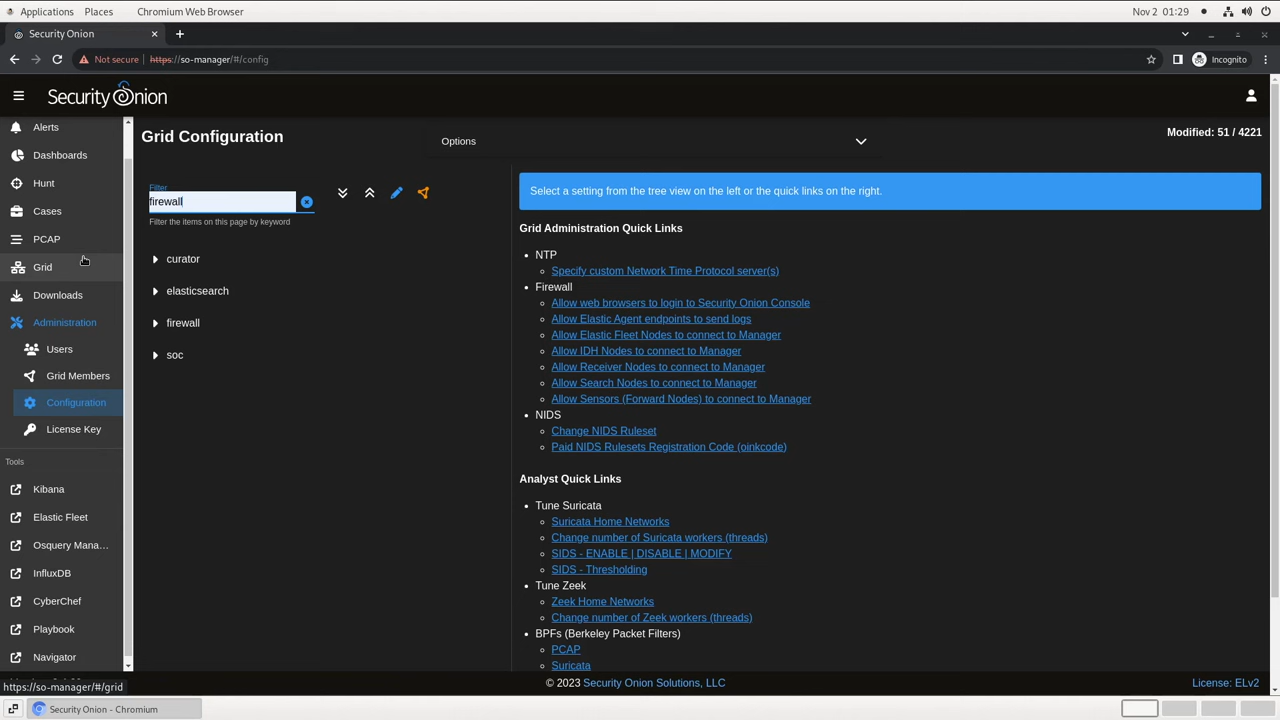 Applications Places Chromium Web Browser Nov 2 01:29
Security Onion
Not secure https://so-manager/#/config Incognito
Security Onion
Alerts
Dashboards
Hunt
Cases
PCAP
Grid
Downloads
Administration
Users
Grid Members
Configuration
License Key
Tools
Kibana
Elastic Fleet
Osquery Mana...
InfluxDB
CyberChef
Playbook
Navigator
https://so-manager/#/grid
Grid Configuration
Options
Modified: 51 / 4221
Filter
firewall
Filter the items on this page by keyword
curator
elasticsearch
firewall
soc
Select a setting from the tree view on the left or the quick links on the right.
Grid Administration Quick Links
NTP
Specify custom Network Time Protocol server(s)
Firewall
Allow web browsers to login to Security Onion Console
Allow Elastic Agent endpoints to send logs
Allow Elastic Fleet Nodes to connect to Manager
Allow IDH Nodes to connect to Manager
Allow Receiver Nodes to connect to Manager
Allow Search Nodes to connect to Manager
Allow Sensors (Forward Nodes) to connect to Manager
NIDS
Change NIDS Ruleset
Paid NIDS Rulesets Registration Code (oinkcode)
Analyst Quick Links
Tune Suricata
Suricata Home Networks
Change number of Suricata workers (threads)
SIDS - ENABLE | DISABLE | MODIFY
SIDS - Thresholding
Tune Zeek
Zeek Home Networks
Change number of Zeek workers (threads)
BPFs (Berkeley Packet Filters)
PCAP
Suricata
© 2023 Security Onion Solutions, LLC
License: ELv2
Security Onion - Chromium